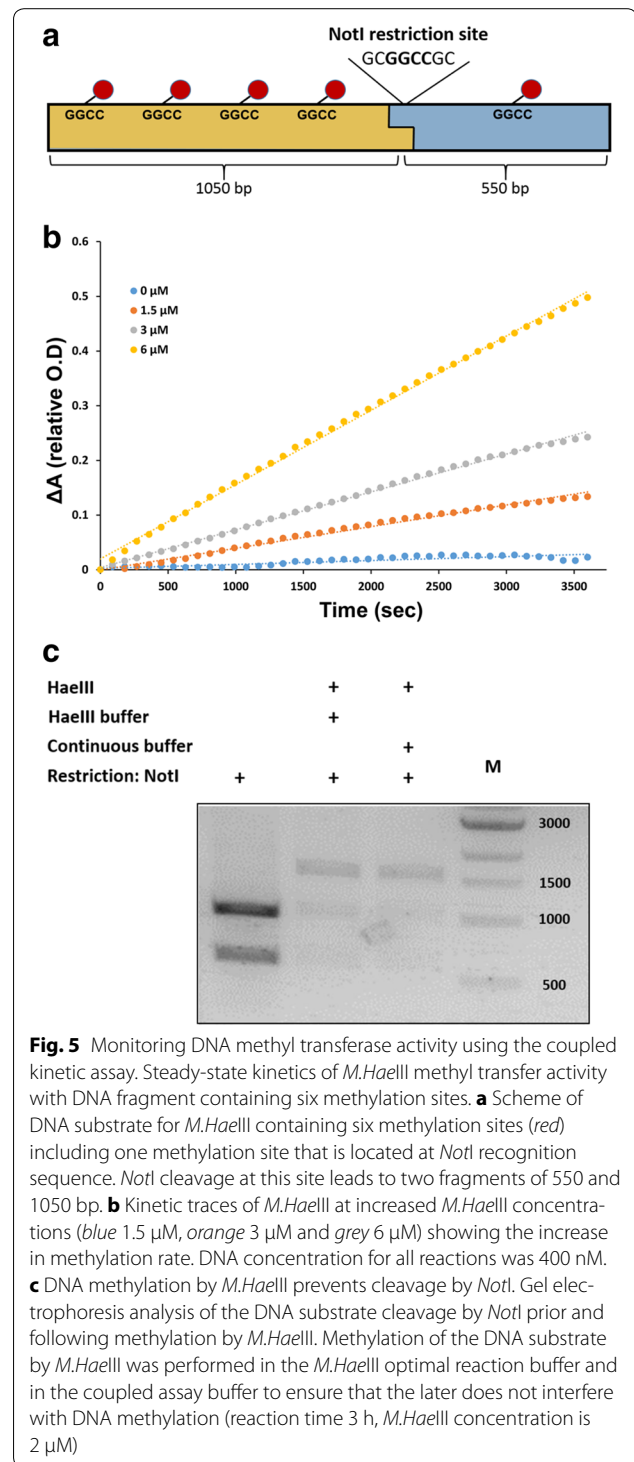 a
NotI restriction site
GCGGCCGC
GGCC GGCC GGCC GGCC GGCC
1050 bp 550 bp
b
0.6
0.5
0.4
0.3
0.2
0.1
0
0 µM
1.5 µM
3 µM
6 µM
ΔA (relative O.D)
0 500 1000 1500 2000 2500 3000 3500
Time (sec)
c
HaeIII + +
HaeIII buffer +
Continuous buffer +
Restriction: NotI + + + M
3000
1500
1000
500
Fig. 5 Monitoring DNA methyl transferase activity using the coupled
kinetic assay. Steady-state kinetics of M.HaeIII methyl transfer activity
with DNA fragment containing six methylation sites. a Scheme of
DNA substrate for M.HaeIII containing six methylation sites (red)
including one methylation site that is located at NotI recognition
sequence. NotI cleavage at this site leads to two fragments of 550 and
1050 bp. b Kinetic traces of M.HaeIII at increased M.HaeIII concentra-
tions (blue 1.5 µM, orange 3 µM and grey 6 µM) showing the increase
in methylation rate. DNA concentration for all reactions was 400 nM.
c DNA methylation by M.HaeIII prevents cleavage by NotI. Gel elec-
trophoresis analysis of the DNA substrate cleavage by NotI prior and
following methylation by M.HaeIII. Methylation of the DNA substrate
by M.HaeIII was performed in the M.HaeIII optimal reaction buffer and
in the coupled assay buffer to ensure that the later does not interfere
with DNA methylation (reaction time 3 h, M.HaeIII concentration is
2 µM)